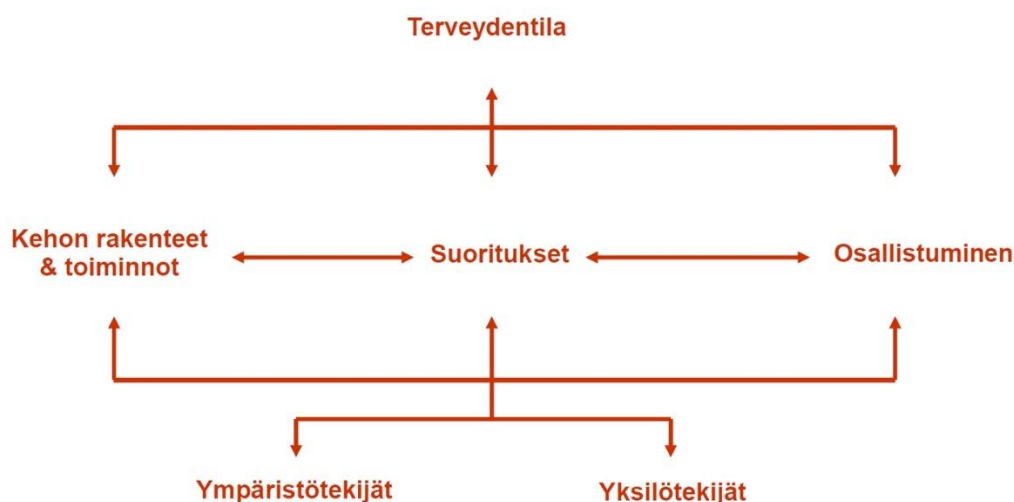 Terveydentila
Kehon rakenteet
& toiminnot
Suoritukset
Osallistuminen
Ympäristötekijät
Yksilötekijät